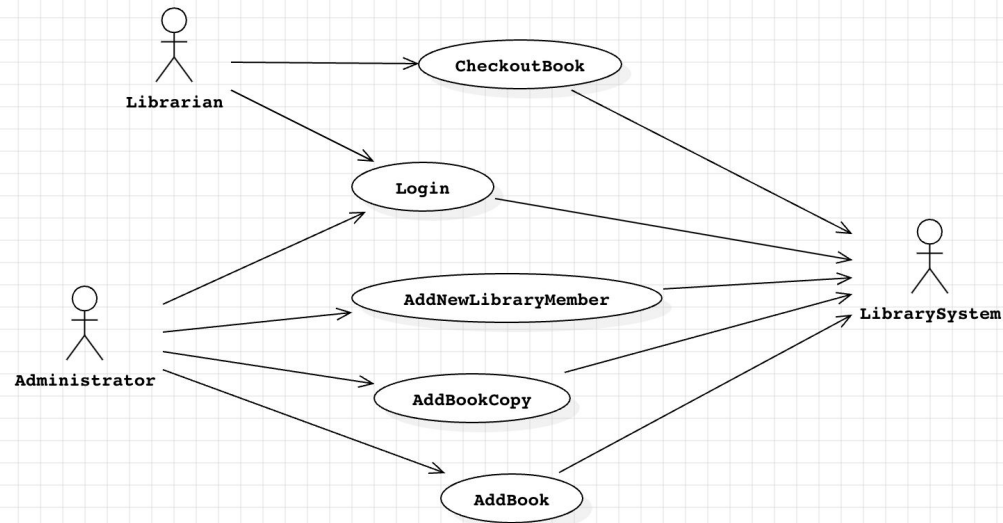 CheckoutBook
Librarian
Login
AddNewLibraryMember
LibrarySystem
Administrator
AddBookCopy
AddBook